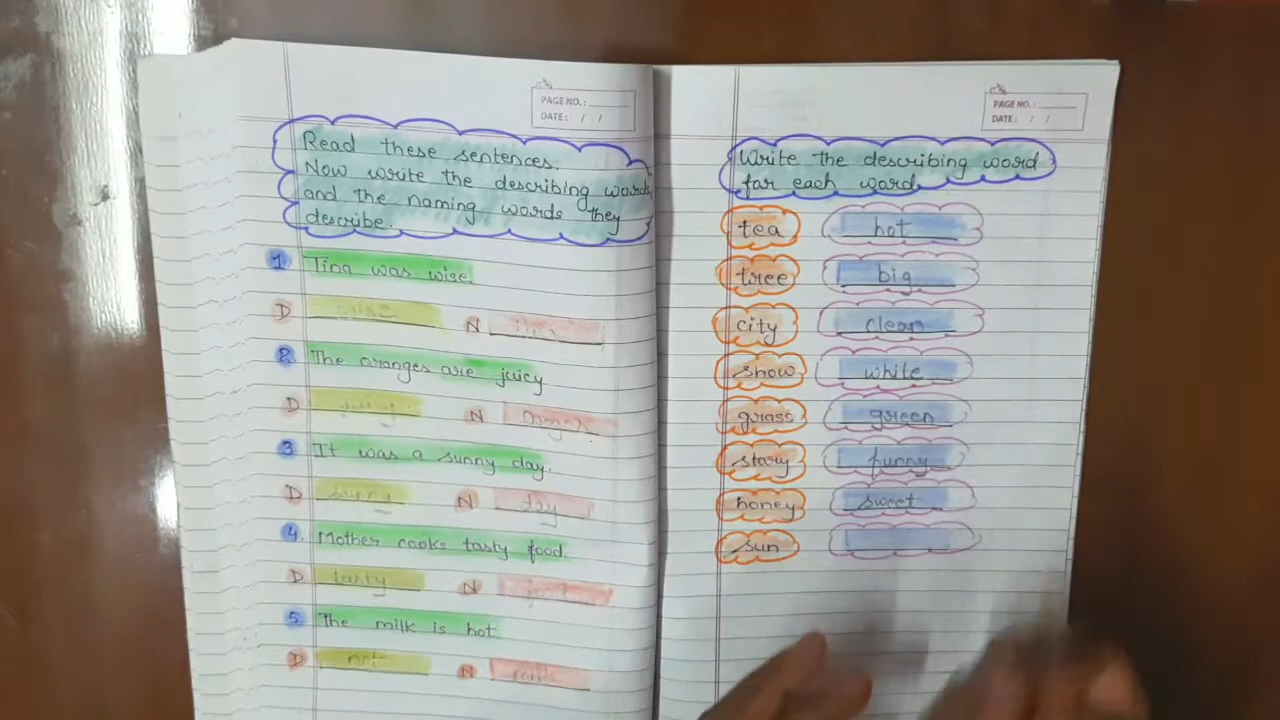 PAGE NO.:
DATE: / /
Read these sentences.
Now write the describing words
and the naming words they
describe.
1 Tina was wise.
D wise N Tina
2. The oranges are juicy
D juicy N
3 It was a sunny day.
D sunny N day
4. Mother cooks tasty food.
D tasty N
5. The milk is hot
D hot N milk
PAGE NO.:
DATE: / /
Write the describing word
for each word
tea hot
tree big
city clean
snow white
grass green
story funny
honey sweet
sun